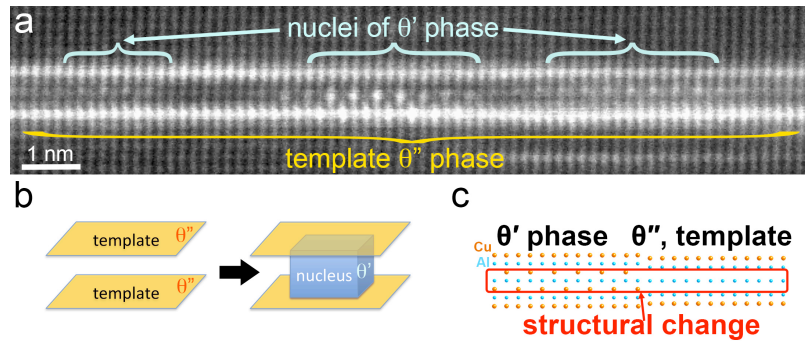 a
nuclei of θ’ phase
1 nm
template θ” phase
b
template θ”
template θ”
nucleus θ’
c
θ′ phase θ″, template
Cu
Al
structural change